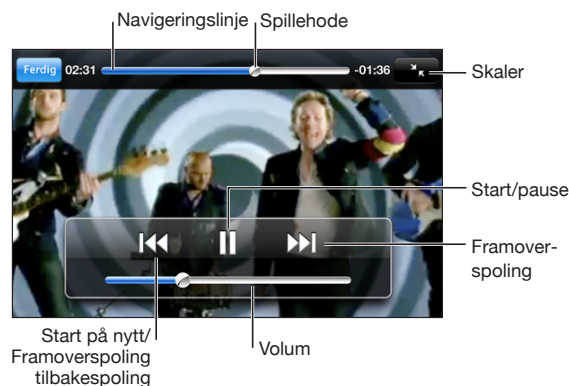 Navigeringslinje
Spillehode
Ferdig
02:31
-01:36
Skaler
Start/pause
Framover-
spoling
Start på nytt/
Framoverspoling
tilbakespoling
Volum